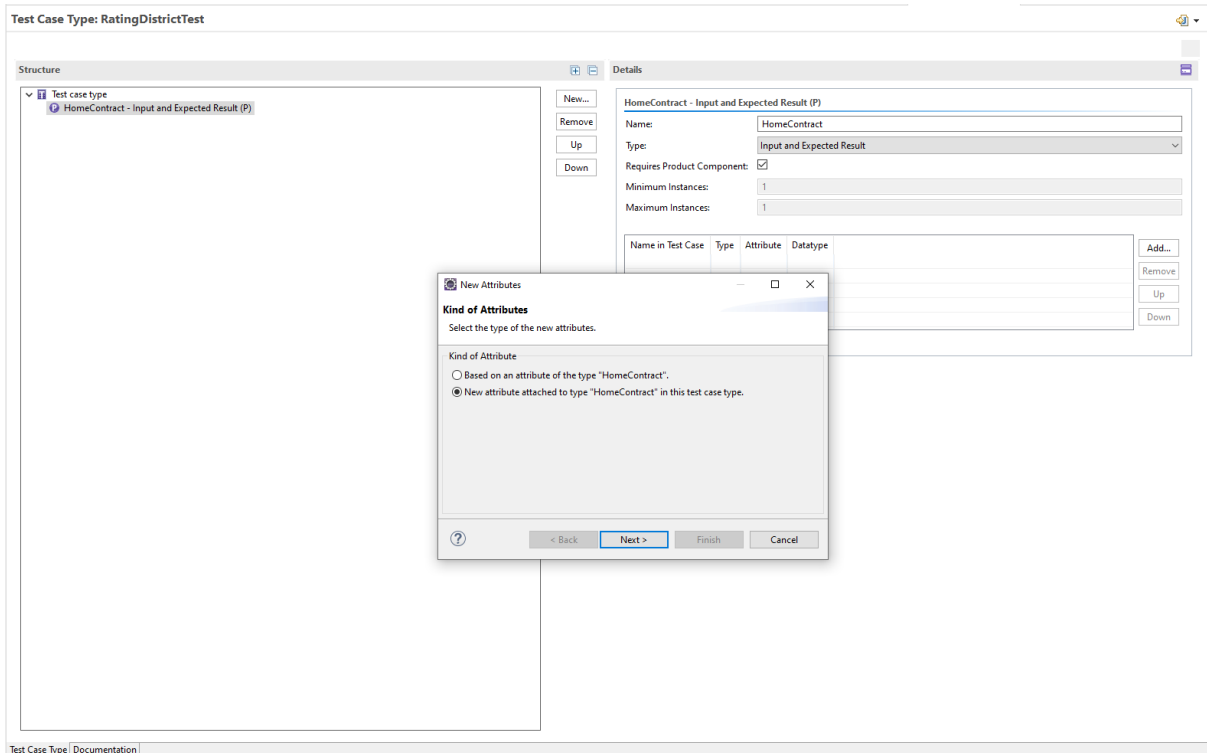 Test Case Type: RatingDistrictTest
Structure
Details
Test case type
HomeContract - Input and Expected Result (P)
New...
Remove
Up
Down
HomeContract - Input and Expected Result (P)
Name: HomeContract
Type: Input and Expected Result
Requires Product Component:
Minimum Instances: 1
Maximum Instances: 1
Name in Test Case Type Attribute Datatype
Add...
Remove
Up
Down
New Attributes
Kind of Attributes
Select the type of the new attributes.
Kind of Attribute
Based on an attribute of the type "HomeContract".
New attribute attached to type "HomeContract" in this test case type.
< Back Next > Finish Cancel
Test Case Type Documentation